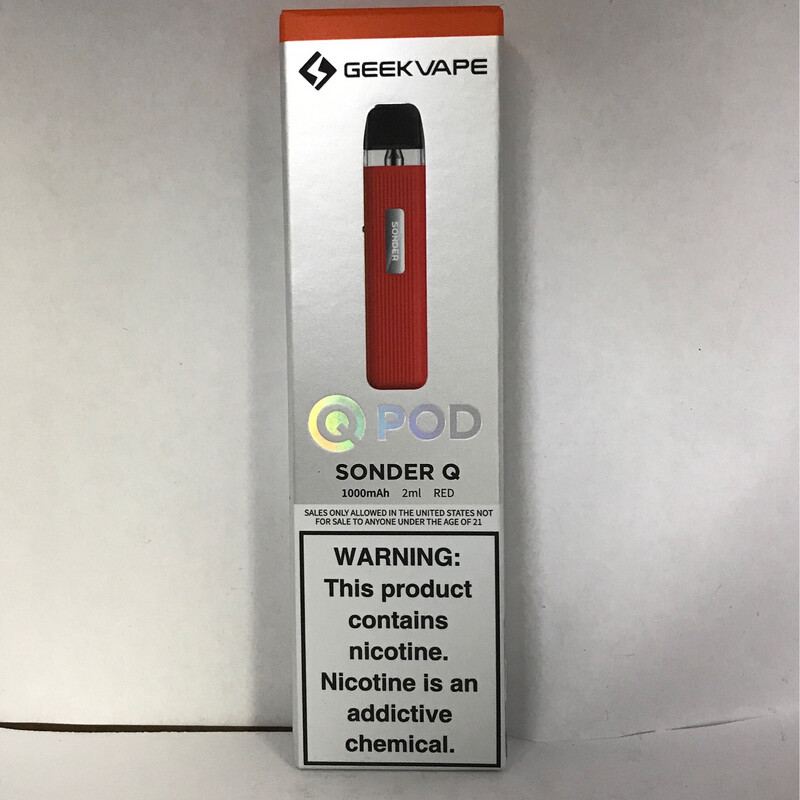 GEEKVAPE
SONDER
Q POD
SONDER Q
1000mAh 2ml RED
SALES ONLY ALLOWED IN THE UNITED STATES NOT
FOR SALE TO ANYONE UNDER THE AGE OF 21
WARNING:
This product
contains
nicotine.
Nicotine is an
addictive
chemical.